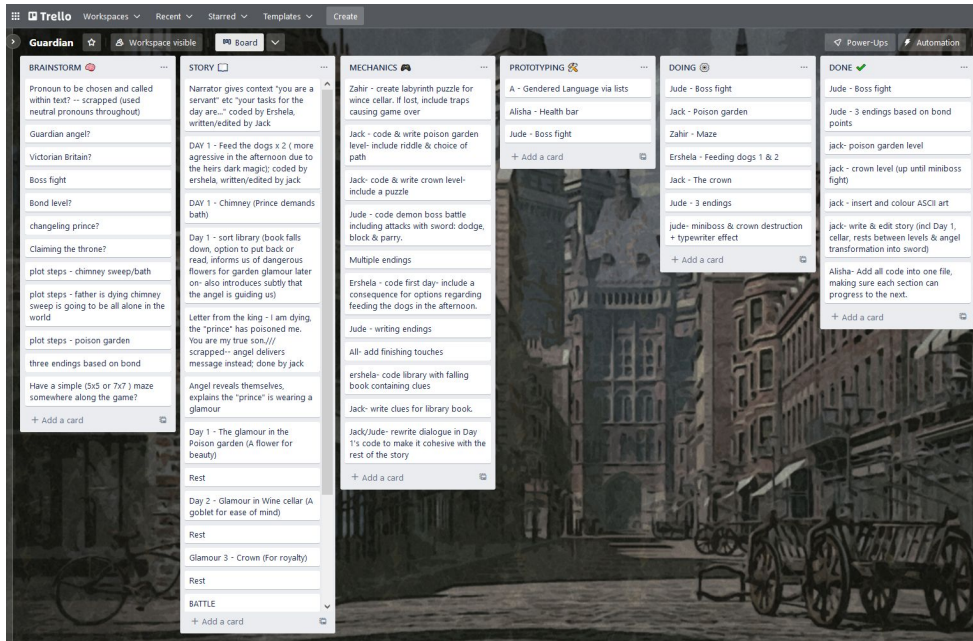 Trello
Workspaces
Recent
Starred
Templates
Create
Guardian
Workspace visible
Board
Power-Ups
Automation
BRAINSTORM 🧠
Pronoun to be chosen and called
within text? -- scrapped (used
neutral pronouns throughout)
Guardian angel?
Victorian Britain?
Boss fight
Bond level?
changeling prince?
Claiming the throne?
plot steps - chimney sweep/bath
plot steps - father is dying chimney
sweep is going to be all alone in the
world
plot steps - poison garden
three endings based on bond
Have a simple (5x5 or 7x7 ) maze
somewhere along the game?
+ Add a card
STORY 📖
Narrator gives context "you are a
servant" etc "your tasks for the
day are..." coded by Ershela,
written/edited by Jack
DAY 1 - Feed the dogs x 2 ( more
agressive in the afternoon due to
the heirs dark magic); coded by
ershela, written/edited by jack
DAY 1 - Chimney (Prince demands
bath)
Day 1 - sort library (book falls
down, option to put back or
read, informs us of dangerous
flowers for garden glamour later
on- also introduces subtly that
the angel is guiding us)
Letter from the king - I am dying,
the "prince" has poisoned me.
You are my true son.///
scrapped-- angel delivers
message instead; done by jack
Angel reveals themselves,
explains the "prince" is wearing a
glamour
Day 1 - The glamour in the
Poison garden (A flower for
beauty)
Rest
Day 2 - Glamour in Wine cellar (A
goblet for ease of mind)
Rest
Glamour 3 - Crown (For royalty)
Rest
BATTLE
+ Add a card
MECHANICS 🎮
Zahir - create labyrinth puzzle for
wince cellar. If lost, include traps
causing game over
Jack - code & write poison garden
level- include riddle & choice of
path
Jack- code & write crown level-
include a puzzle
Jude - code demon boss battle
including attacks with sword: dodge,
block & parry.
Multiple endings
Ershela - code first day- include a
consequence for options regarding
feeding the dogs in the afternoon.
Jude - writing endings
All- add finishing touches
ershela- code library with falling
book containing clues
Jack- write clues for library book.
Jack/Jude- rewrite dialogue in Day
1's code to make it cohesive with the
rest of the story
+ Add a card
PROTOTYPING 🛠
A - Gendered Language via lists
Alisha - Health bar
Jude - Boss fight
+ Add a card
DOING
Jude - Boss fight
Jack - Poison garden
Zahir - Maze
Ershela - Feeding dogs 1 & 2
Jack - The crown
Jude - 3 endings
jude- miniboss & crown destruction
+ typewriter effect
+ Add a card
DONE ✔
Jude - Boss fight
Jude - 3 endings based on bond
points
jack- poison garden level
jack - crown level (up until miniboss
fight)
jack - insert and colour ASCII art
jack- write & edit story (incl Day 1,
cellar, rests between levels & angel
transformation into sword)
Alisha- Add all code into one file,
making sure each section can
progress to the next.
+ Add a card